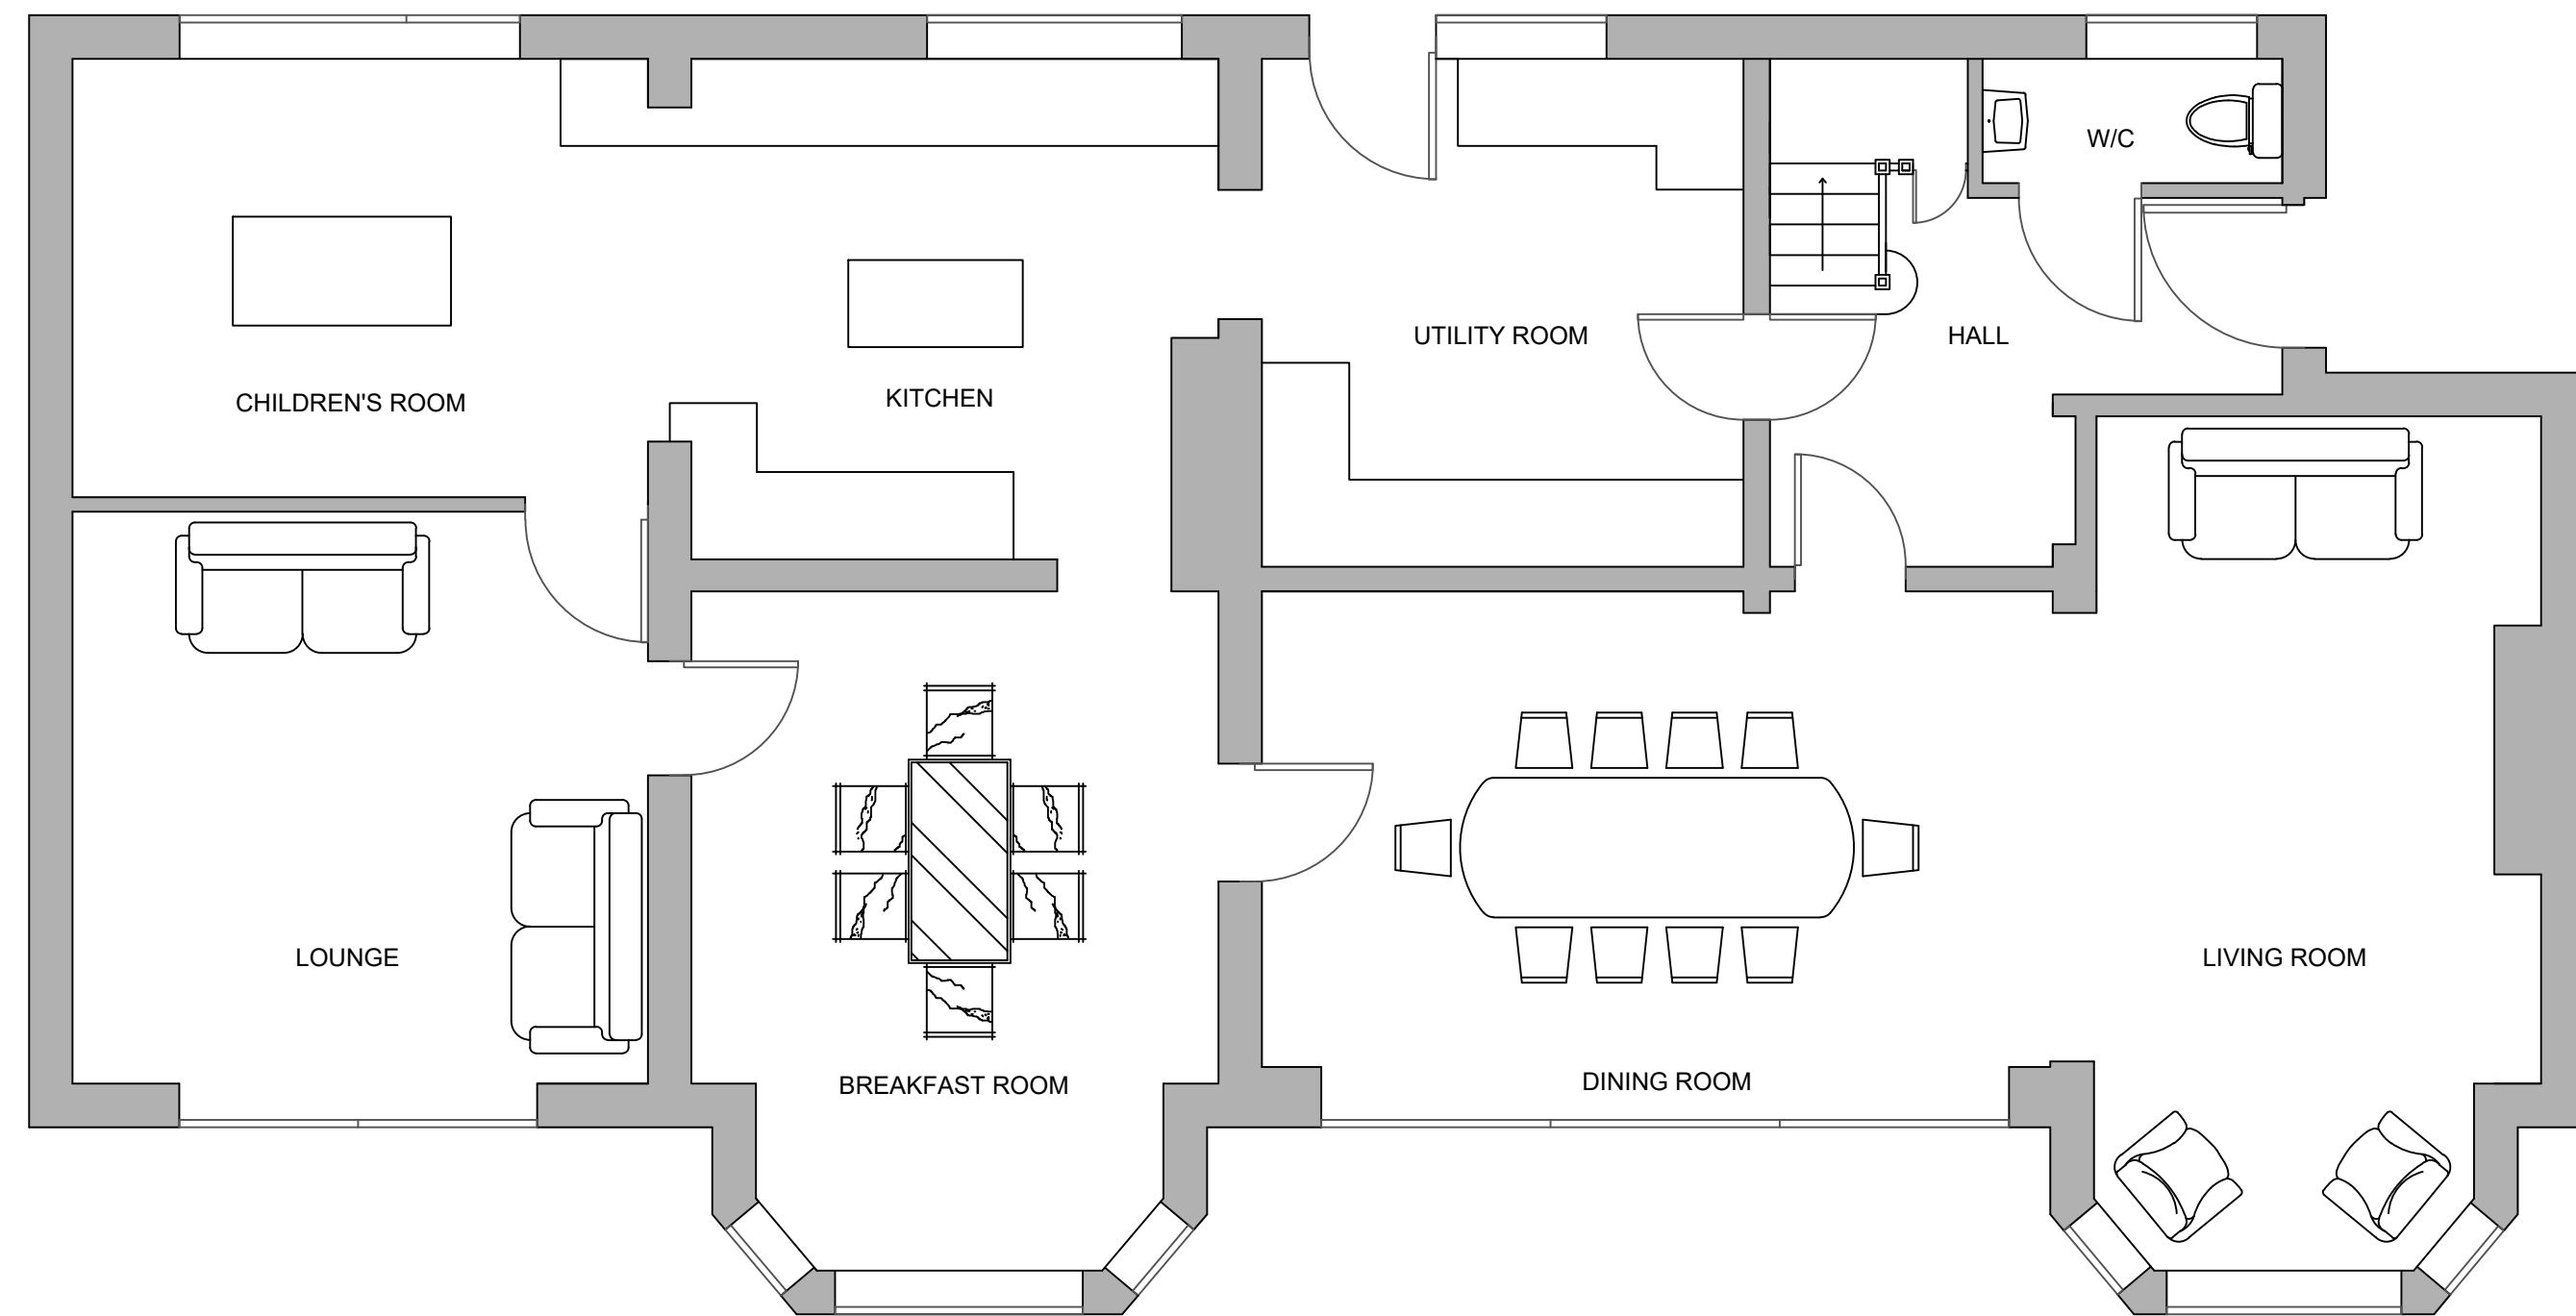 W/C
UTILITY ROOM
HALL
CHILDREN'S ROOM
KITCHEN
LOUNGE
LIVING ROOM
BREAKFAST ROOM
DINING ROOM